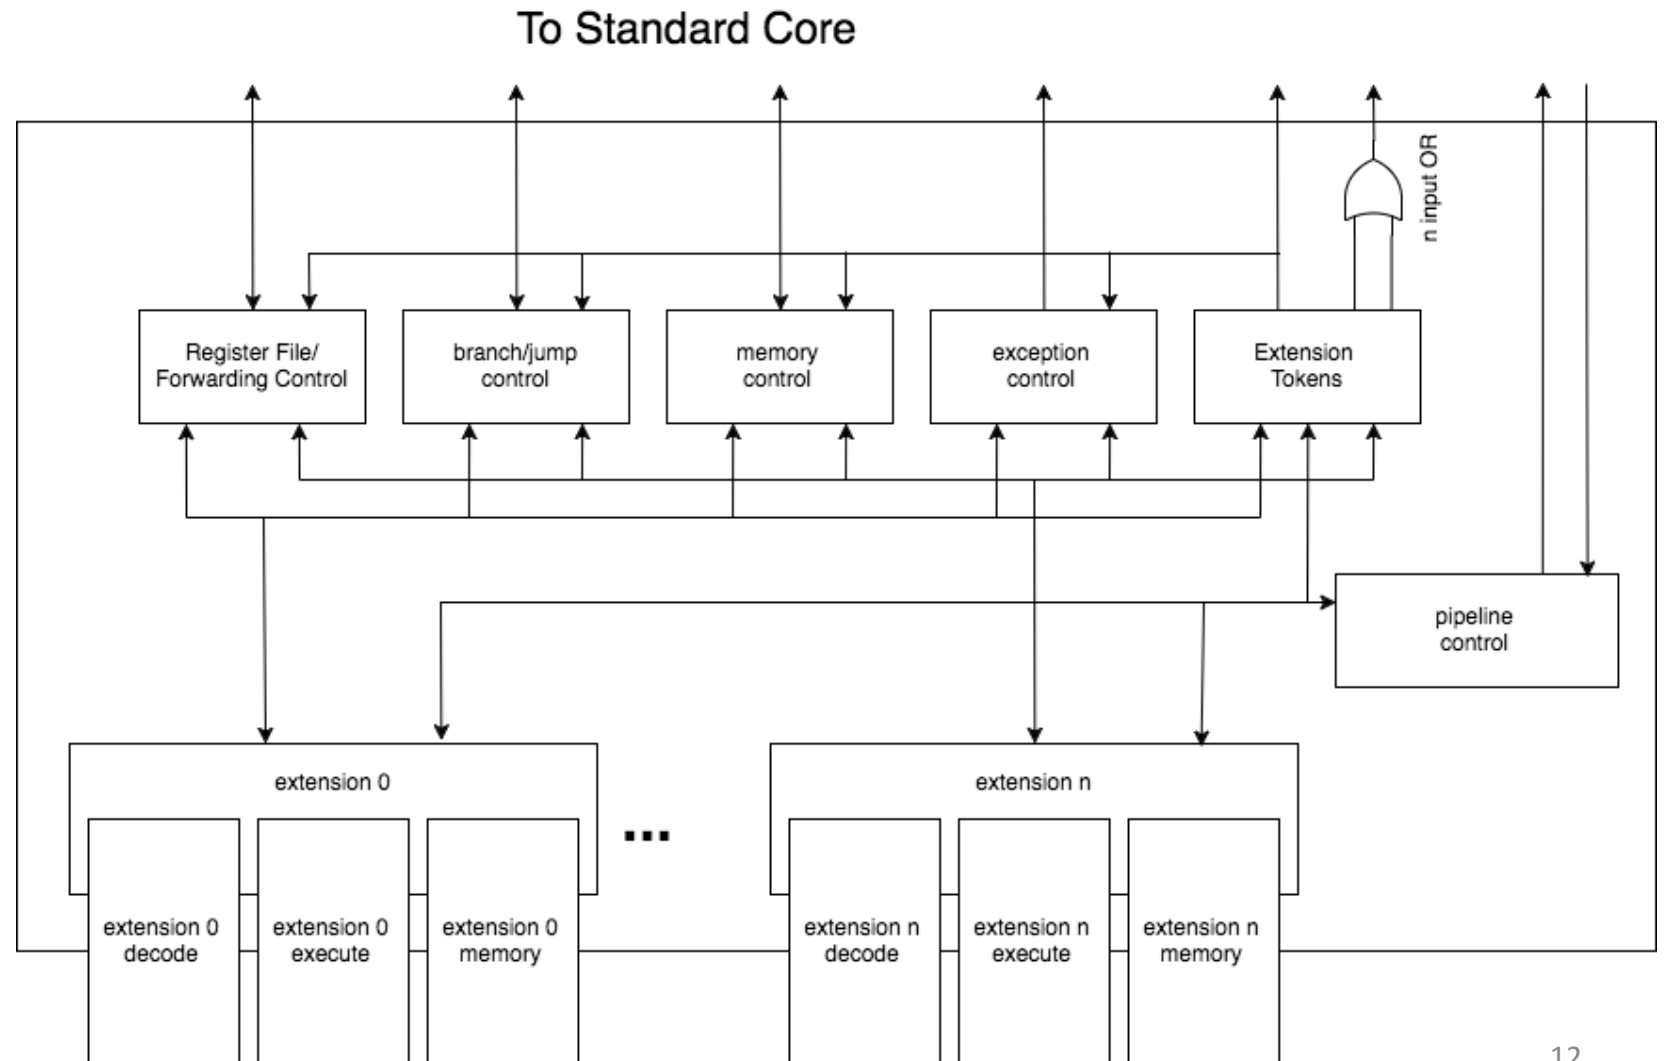 To Standard Core
n input OR
Register File/
Forwarding Control
branch/jump
control
memory
control
exception
control
Extension
Tokens
pipeline
control
extension 0
extension n
...
extension 0
decode
extension 0
execute
extension 0
memory
extension n
decode
extension n
execute
extension n
memory
12